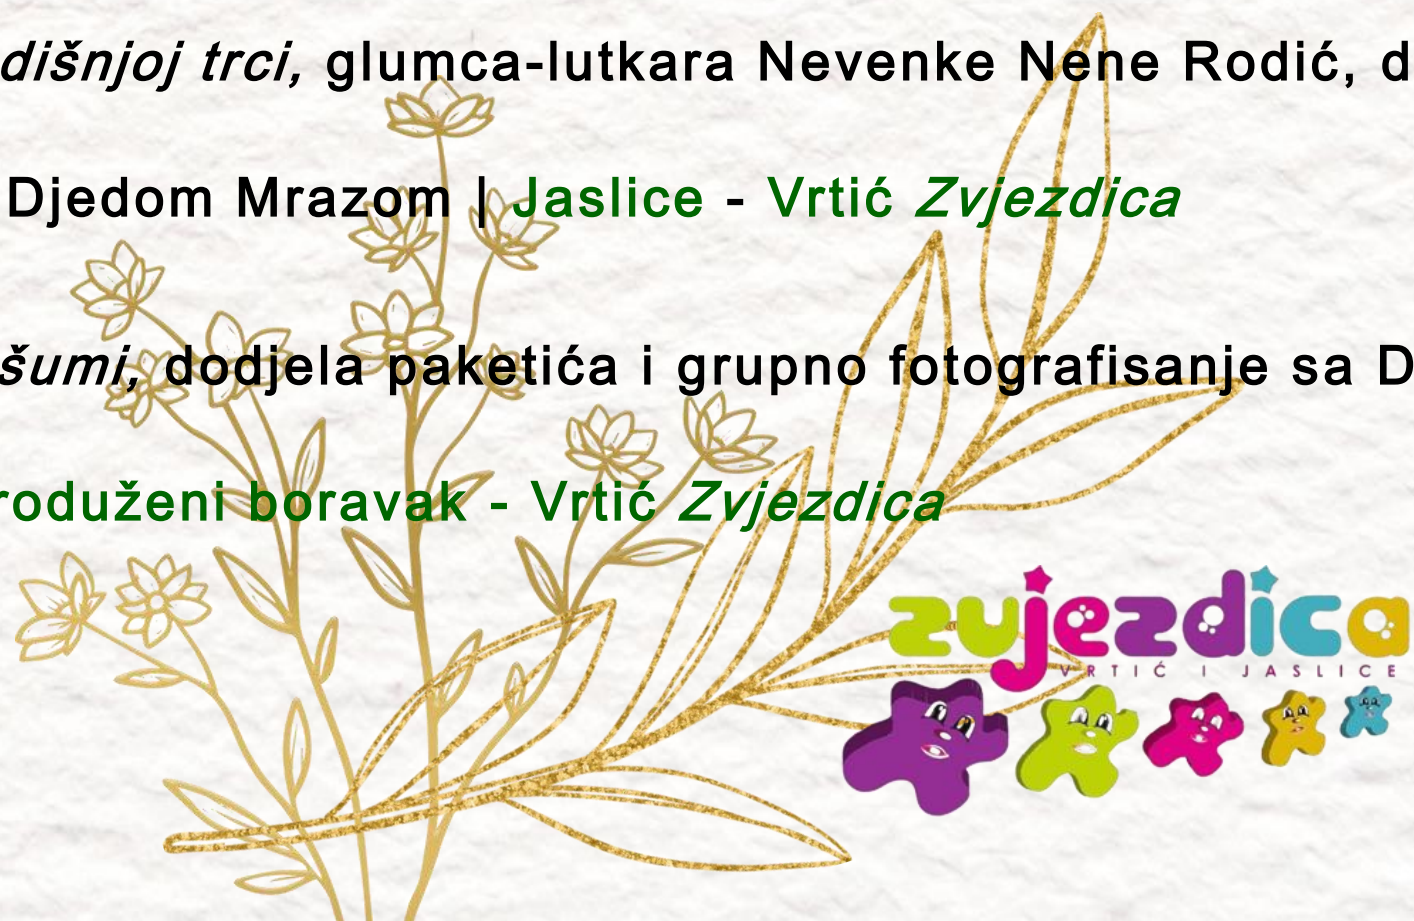 dišnjoj trci, glumca-lutkara Nevenke Nene Rodić, d
Djedom Mrazom | Jaslice - Vrtić Zvjezdica
šumi, dodjela paketića i grupno fotografisanje sa D
roduženi boravak - Vrtić Zvjezdica
zvjezdica
VRTIĆ I JASLICE